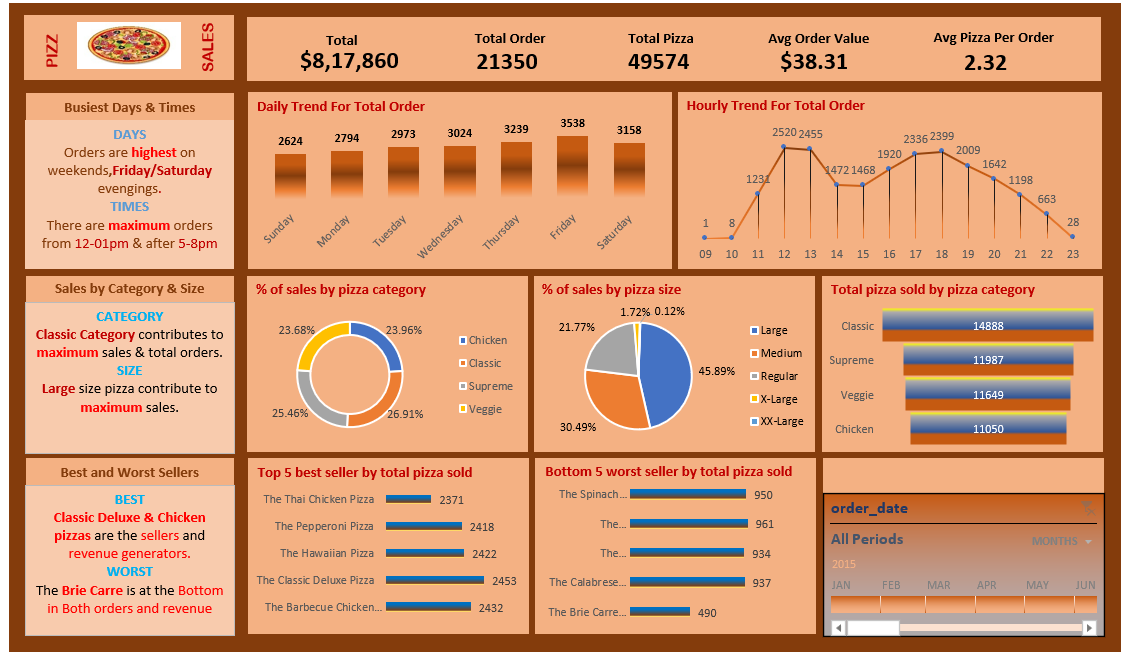 PIZZ
SALES
Total
$8,17,860
Total Order
21350
Total Pizza
49574
Avg Order Value
$38.31
Avg Pizza Per Order
2.32
Busiest Days & Times
DAYS
Orders are highest on
weekends,Friday/Saturday
evengings.
TIMES
There are maximum orders
from 12-01pm & after 5-8pm
Daily Trend For Total Order
2624
2794
2973
3024
3239
3538
3158
Sunday
Monday
Tuesday
Wednesday
Thursday
Friday
Saturday
Hourly Trend For Total Order
1
8
1231
2520
2455
1472
1468
1920
2336
2399
2009
1642
1198
663
28
09 10 11 12 13 14 15 16 17 18 19 20 21 22 23
Sales by Category & Size
CATEGORY
Classic Category contributes to
maximum sales & total orders.
SIZE
Large size pizza contribute to
maximum sales.
% of sales by pizza category
23.68%
23.96%
25.46%
26.91%
Chicken
Classic
Supreme
Veggie
% of sales by pizza size
1.72%
0.12%
21.77%
45.89%
30.49%
Large
Medium
Regular
X-Large
XX-Large
Total pizza sold by pizza category
Classic 14888
Supreme 11987
Veggie 11649
Chicken 11050
Best and Worst Sellers
BEST
Classic Deluxe & Chicken
pizzas are the sellers and
revenue generators.
WORST
The Brie Carre is at the Bottom
in Both orders and revenue
Top 5 best seller by total pizza sold
The Thai Chicken Pizza 2371
The Pepperoni Pizza 2418
The Hawaiian Pizza 2422
The Classic Deluxe Pizza 2453
The Barbecue Chicken... 2432
Bottom 5 worst seller by total pizza sold
The Spinach... 950
The... 961
The... 934
The Calabrese... 937
The Brie Carre... 490
order_date
All Periods
MONTHS
2015
JAN FEB MAR APR MAY JUN